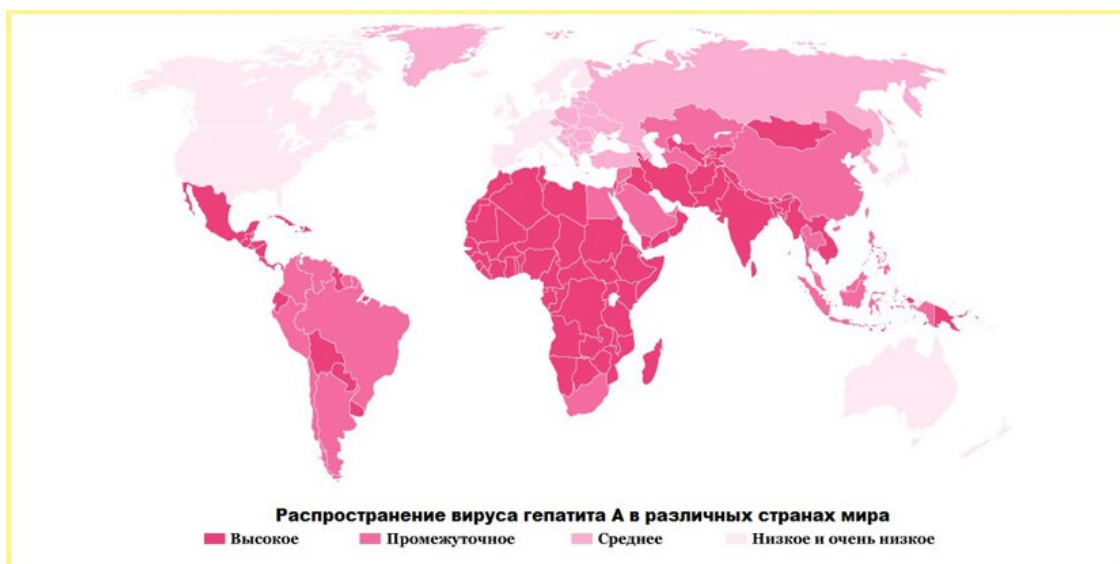 Распространение вируса гепатита А в различных странах мира
Высокое Промежуточное Среднее Низкое и очень низкое